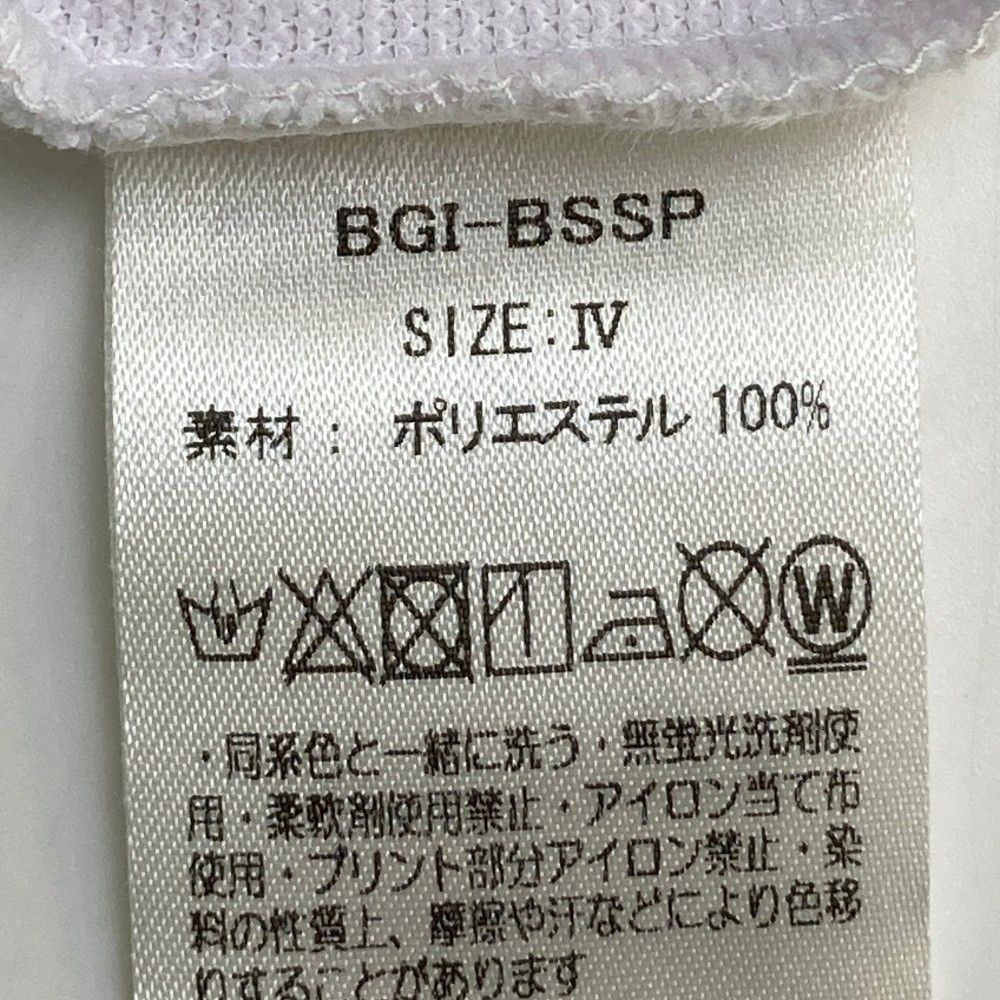 BGI-BSSP
SIZE:Ⅳ
素材: ポリエステル 100%
W
・同系色と一緒に洗う・無蛍光洗剤使
用・柔軟剤使用禁止・アイロン当て布
使用・プリント部分アイロン禁止・染
料の性質上、摩擦や汗などにより色移
りすることがあります